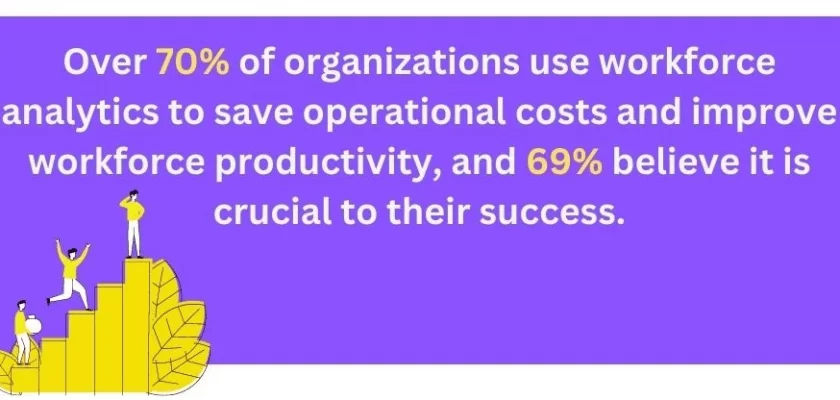 Over 70% of organizations use workforce
analytics to save operational costs and improve
workforce productivity, and 69% believe it is
crucial to their success.